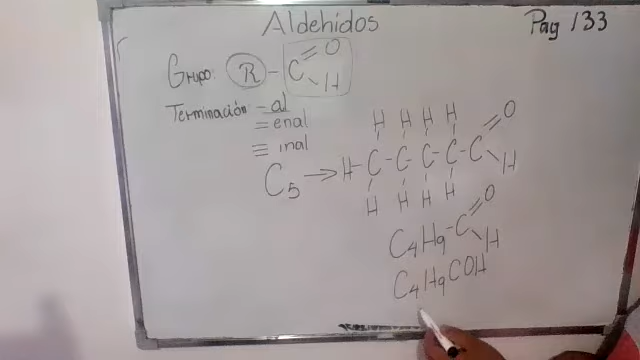 Aldehidos
Pag 133
Grupo: R - C = O
H
Terminación - al
= enal
≡ inal
H H H H O
C5 → H - C - C - C - C - C
H
H H H H
O
C4H9 - C
H
C4H9COH